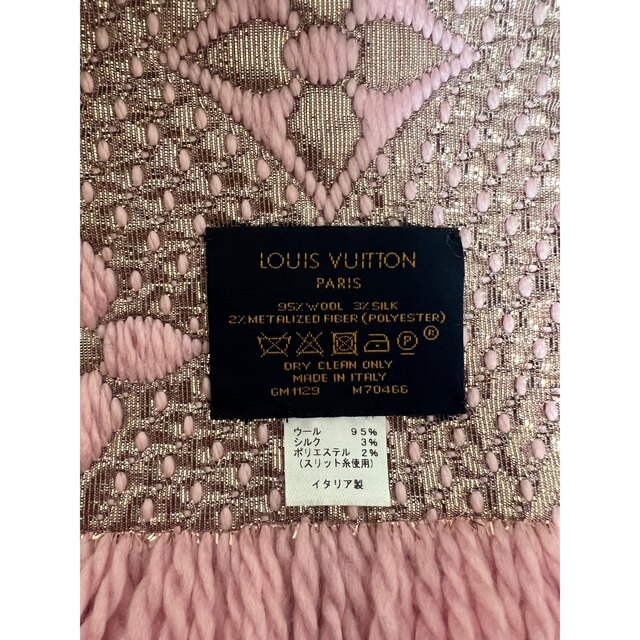 LOUIS VUITTON
PARIS
95% WOOL 3% SILK
2% METALIZED FIBER (POLYESTER)
P R
DRY CLEAN ONLY
MADE IN ITALY
GM1129 M70466
ウール 95%
シルク 3%
ポリエステル 2%
(スリット糸使用)
イタリア製